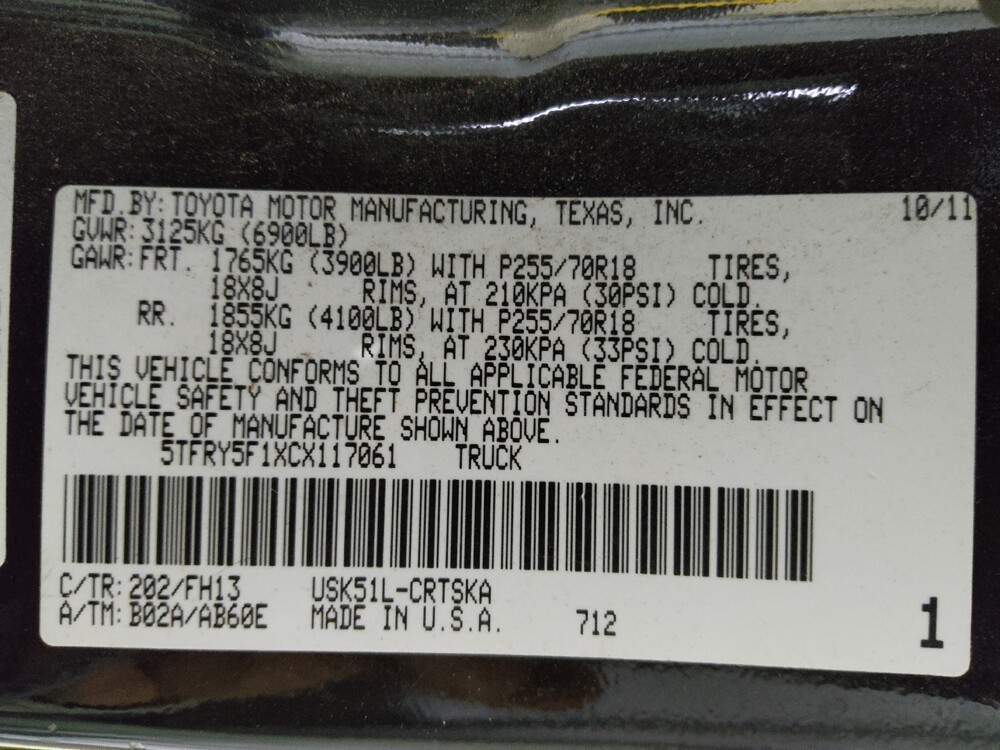 MFD.BY: TOYOTA MOTOR MANUFACTURING, TEXAS, INC. 10/11
GVWR: 3125KG (6900LB)
GAWR: FRT. 1765KG (3900LB) WITH P255/70R18 TIRES,
18X8J RIMS, AT 210KPA (30PSI) COLD.
RR. 1855KG (4100LB) WITH P255/70R18 TIRES,
18X8J RIMS, AT 230KPA (33PSI) COLD.
THIS VEHICLE CONFORMS TO ALL APPLICABLE FEDERAL MOTOR
VEHICLE SAFETY AND THEFT PREVENTION STANDARDS IN EFFECT ON
THE DATE OF MANUFACTURE SHOWN ABOVE.
5TFRY5F1XCX117061 TRUCK
C/TR: 202/FH13 USK51L-CRTSKA
A/TM: B02A/AB60E MADE IN U.S.A. 712
1